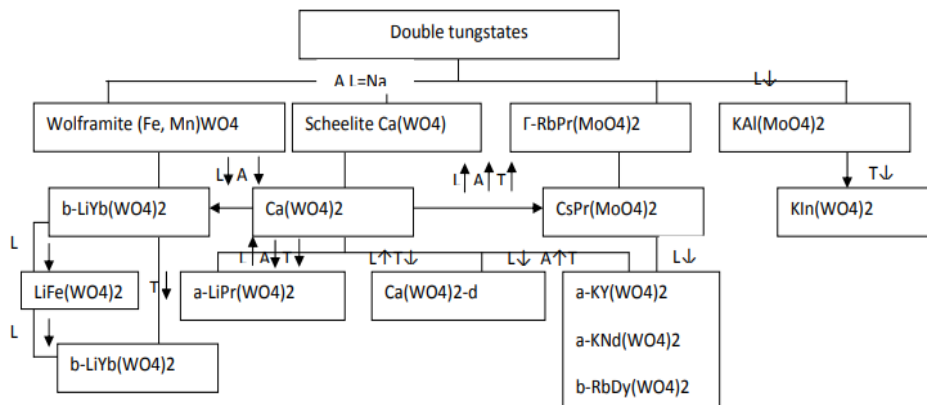 Double tungstates
A L=Na
L↓
Wolframite (Fe, Mn)WO4
Scheelite Ca(WO4)
Г-RbPr(MoO4)2
KAl(MoO4)2
L↓ A↓
L↑ A↑ T↑
T↓
b-LiYb(WO4)2
Ca(WO4)2
CsPr(MoO4)2
KIn(WO4)2
L↓
L↑ A↓ T↓
L↑T↓
L↓ A↑T
L↓
LiFe(WO4)2
T↓
a-LiPr(WO4)2
Ca(WO4)2-d
a-KY(WO4)2
a-KNd(WO4)2
b-RbDy(WO4)2
L↓
b-LiYb(WO4)2